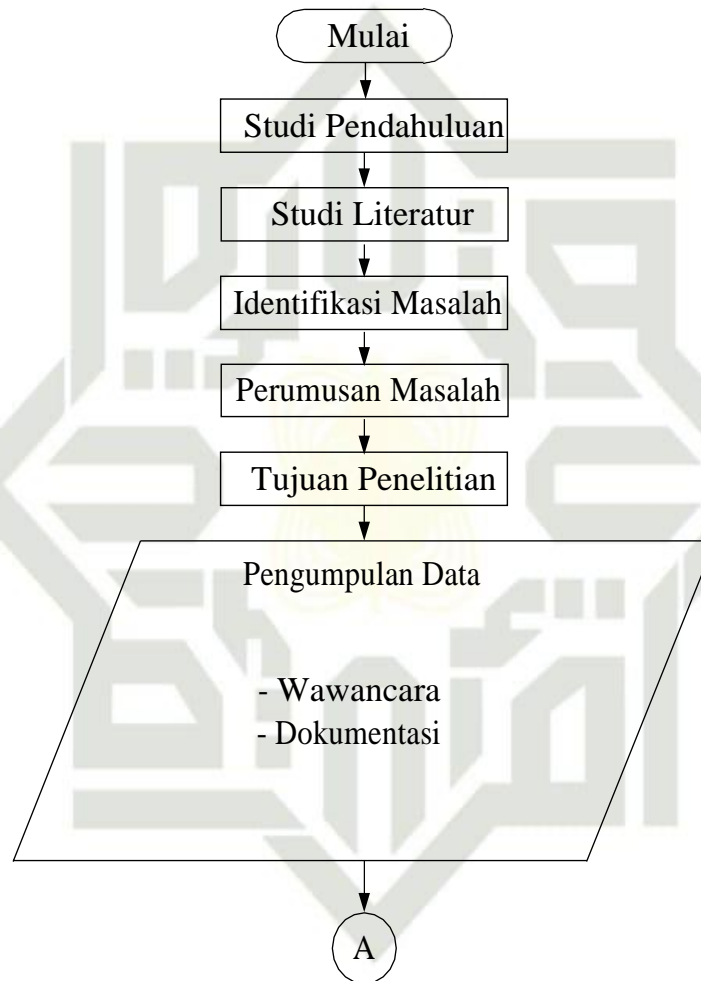 Mulai
Studi Pendahuluan
Studi Literatur
Identifikasi Masalah
Perumusan Masalah
Tujuan Penelitian
Pengumpulan Data
- Wawancara
- Dokumentasi
A